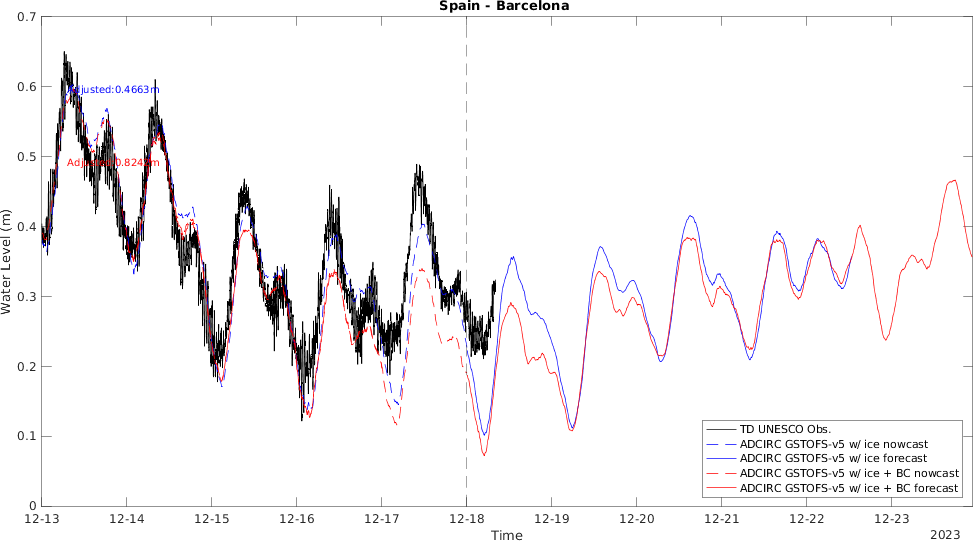 Spain - Barcelona
0.7
0.6
0.5
0.4
0.3
0.2
0.1
0
Water Level (m)
Adjusted:0.4663m
12-13
12-14
12-15
12-16
12-17
12-18
12-19
12-20
12-21
12-22
12-23
Time
2023
TD UNESCO Obs.
ADCIRC GSTOFS-v5 w/ ice nowcast
ADCIRC GSTOFS-v5 w/ ice forecast
ADCIRC GSTOFS-v5 w/ ice + BC nowcast
ADCIRC GSTOFS-v5 w/ ice + BC forecast